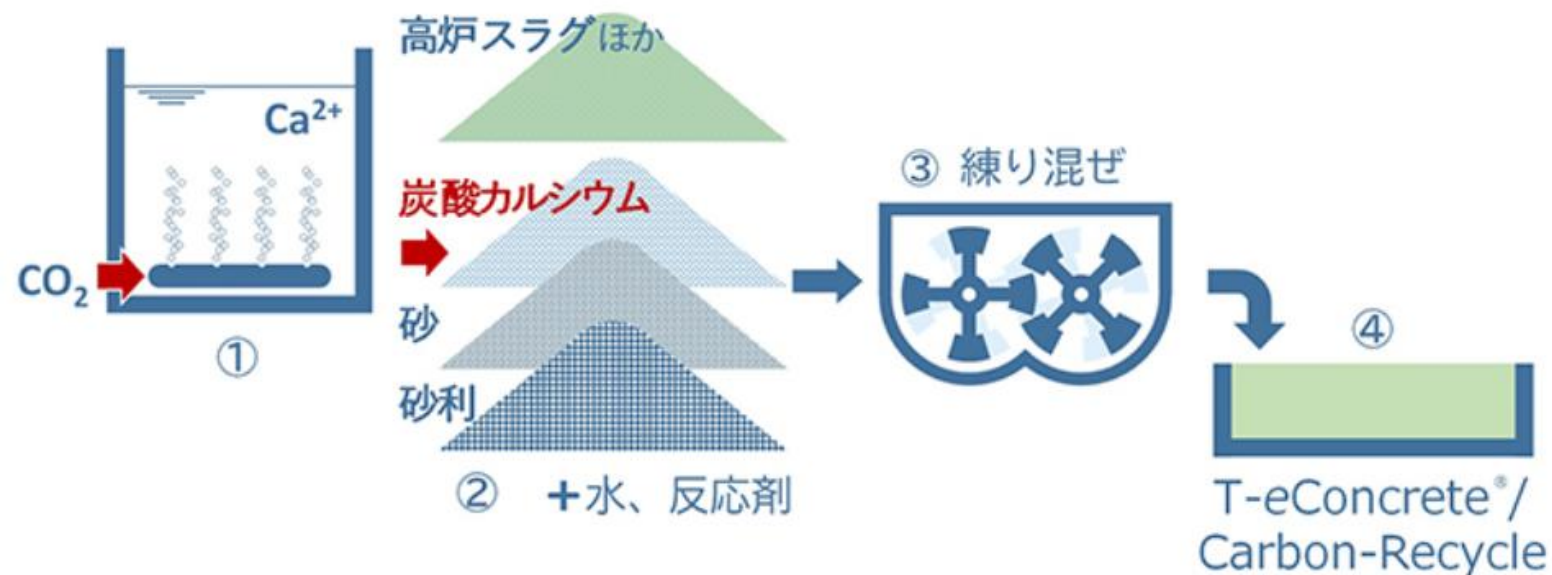 高炉スラグほか
Ca²⁺
炭酸カルシウム
③ 練り混ぜ
CO₂
砂
①
④
砂利
② +水、反応剤
T-eConcrete®/
Carbon-Recycle